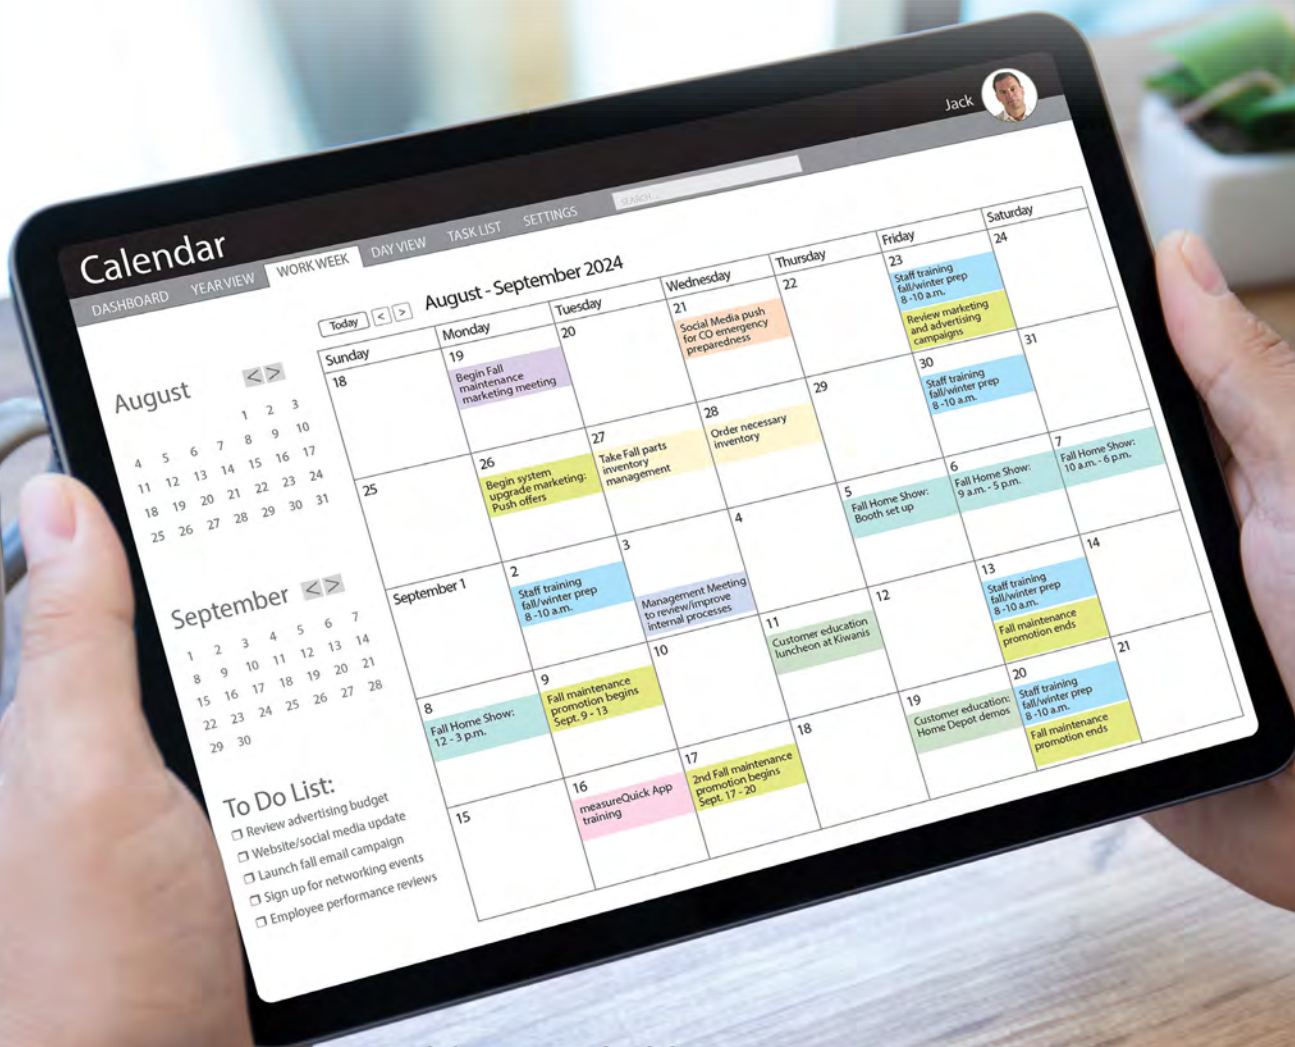 Jack
Calendar
DASHBOARD YEAR VIEW WORK WEEK DAY VIEW TASK LIST SETTINGS
SEARCH...
August
< >
1 2 3
4 5 6 7 8 9 10
11 12 13 14 15 16 17
18 19 20 21 22 23 24
25 26 27 28 29 30 31
September
< >
1 2 3 4 5 6 7
8 9 10 11 12 13 14
15 16 17 18 19 20 21
22 23 24 25 26 27 28
29 30
To Do List:
Review advertising budget
Website/social media update
Launch fall email campaign
Sign up for networking events
Employee performance reviews
Today < > August - September 2024
Sunday Monday Tuesday Wednesday Thursday Friday Saturday
18
19
Begin Fall
maintenance
marketing meeting
20
21
Social Media push
for CO emergency
preparedness
22
23
Staff training
fall/winter prep
8 -10 a.m.
Review marketing
and advertising
campaigns
24
25
26
Begin system
upgrade marketing:
Push offers
27
Take Fall parts
inventory
management
28
Order necessary
inventory
29
30
Staff training
fall/winter prep
8 -10 a.m.
31
September 1
2
Staff training
fall/winter prep
8 -10 a.m.
3
Management Meeting
to review/improve
internal processes
4
5
Fall Home Show:
Booth set up
6
Fall Home Show:
9 a.m. - 5 p.m.
7
Fall Home Show:
10 a.m. - 6 p.m.
8
Fall Home Show:
12 - 3 p.m.
9
Fall maintenance
promotion begins
Sept. 9 - 13
10
11
Customer education
luncheon at Kiwanis
12
13
Staff training
fall/winter prep
8 -10 a.m.
Fall maintenance
promotion ends
14
15
16
measureQuick App
training
17
2nd Fall maintenance
promotion begins
Sept. 17 - 20
18
19
Customer education:
Home Depot demos
20
Staff training
fall/winter prep
8 -10 a.m.
Fall maintenance
promotion ends
21